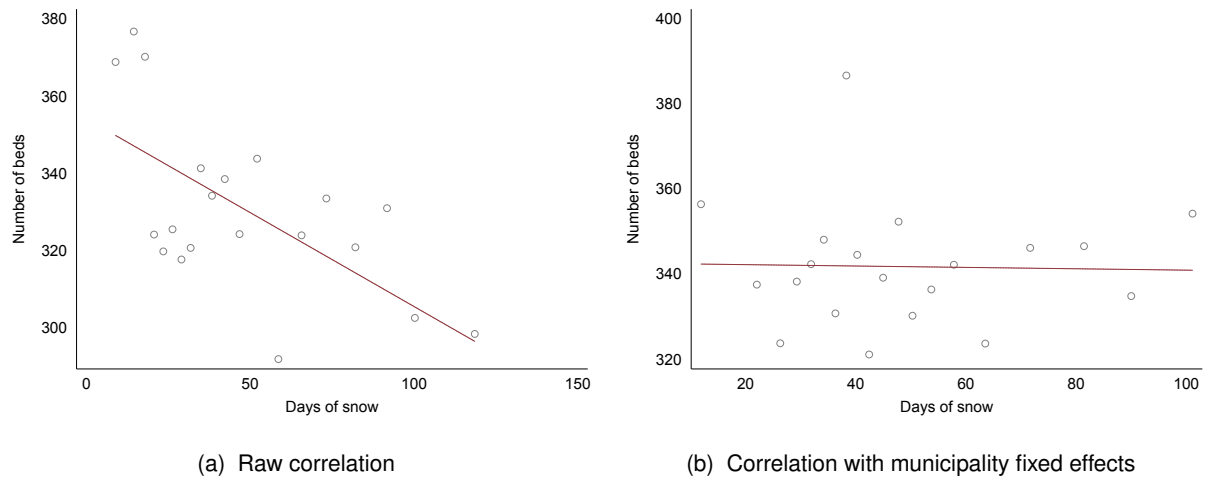 380
360
340
320
300
Number of beds
0 50 100 150
Days of snow
(a) Raw correlation
400
380
360
340
320
Number of beds
20 40 60 80 100
Days of snow
(b) Correlation with municipality fixed effects